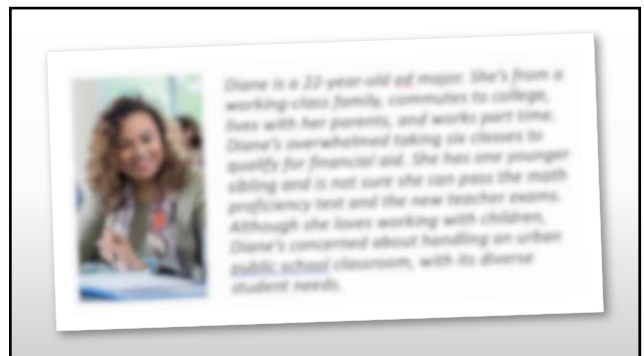 Diane is a 22-year-old ed major. She's from a
working-class family, commutes to college,
lives with her parents, and works part time.
Diane's overwhelmed taking six classes to
qualify for financial aid. She has one younger
sibling and is not sure she can pass the math
proficiency test and the new teacher exams.
Although she loves working with children,
Diane's concerned about handling an urban
public school classroom, with its diverse
student needs.